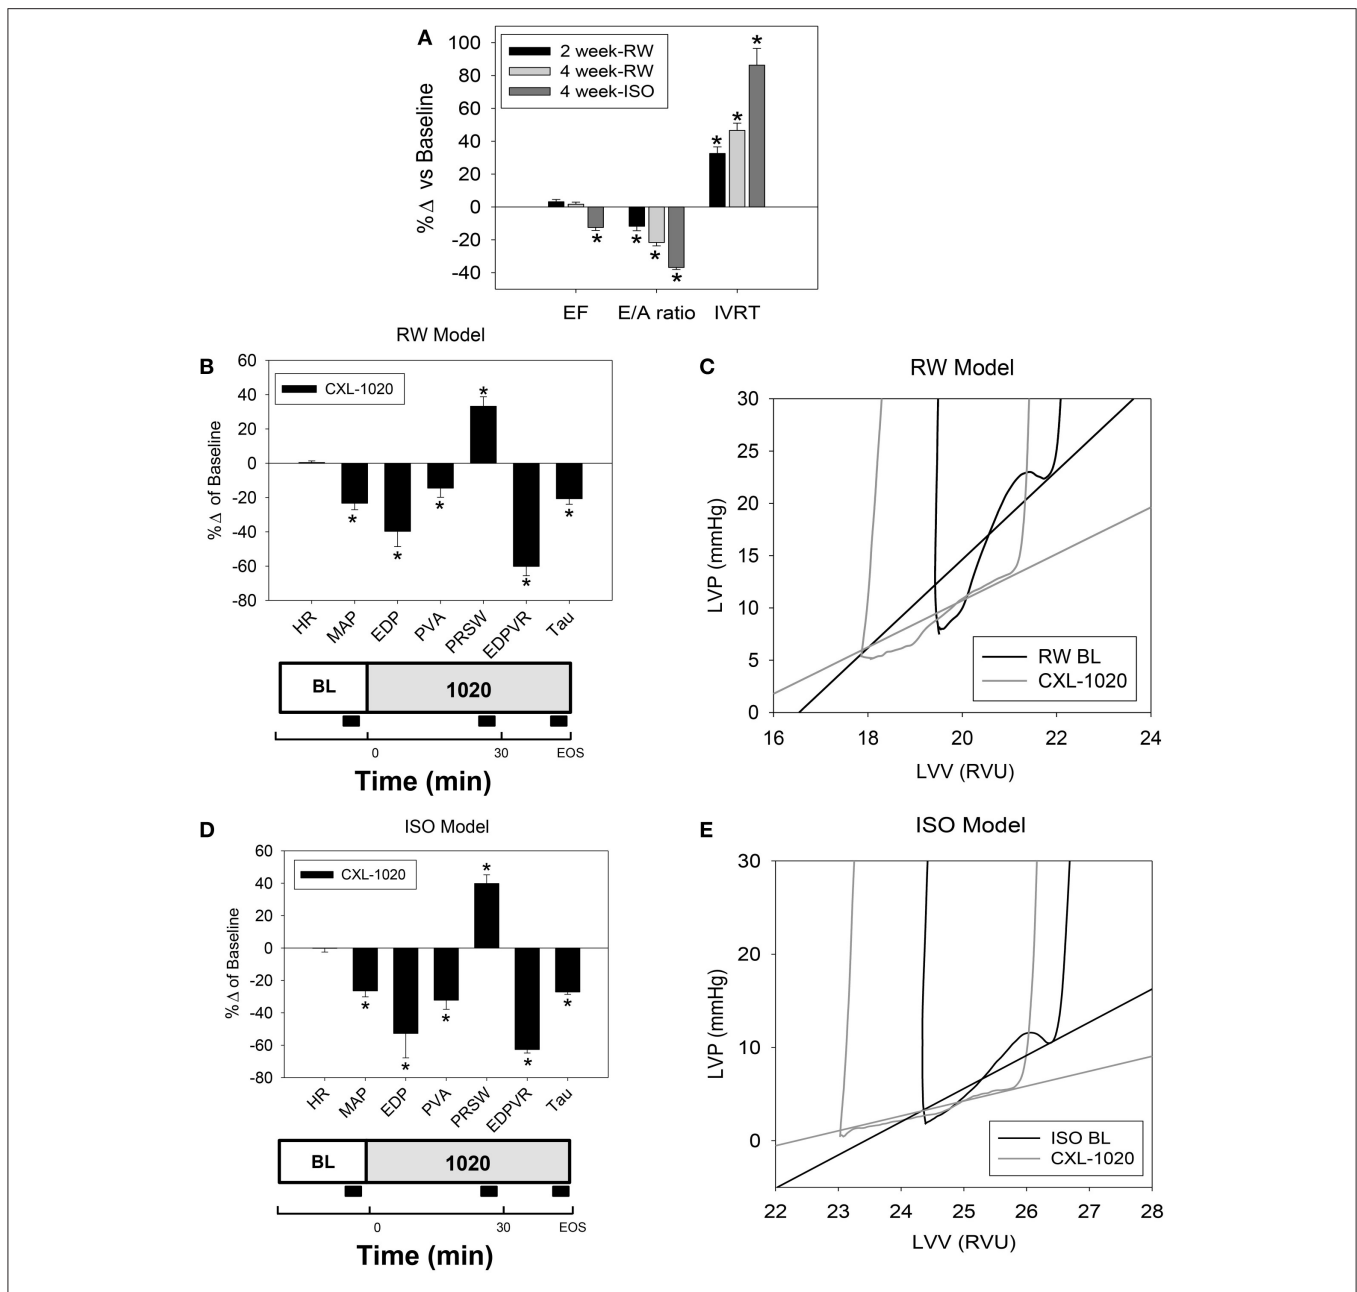 A
100
80
60
40
20
0
-20
-40
% Δ vs Baseline
2 week-RW
4 week-RW
4 week-ISO
*
*
*
*
*
*
*
EF E/A ratio IVRT
B
RW Model
60
40
20
0
-20
-40
-60
-80
% Δ of Baseline
CXL-1020
*
*
*
*
*
*
HR MAP EDP PVA PRSW EDPVR Tau
BL 1020
0 30 EOS
Time (min)
C
RW Model
30
25
20
15
10
5
0
LVP (mmHg)
RW BL
CXL-1020
16 18 20 22 24
LVV (RVU)
D
ISO Model
60
40
20
0
-20
-40
-60
-80
% Δ of Baseline
CXL-1020
*
*
*
*
*
*
HR MAP EDP PVA PRSW EDPVR Tau
BL 1020
0 30 EOS
Time (min)
E
ISO Model
30
20
10
0
LVP (mmHg)
ISO BL
CXL-1020
22 23 24 25 26 27 28
LVV (RVU)